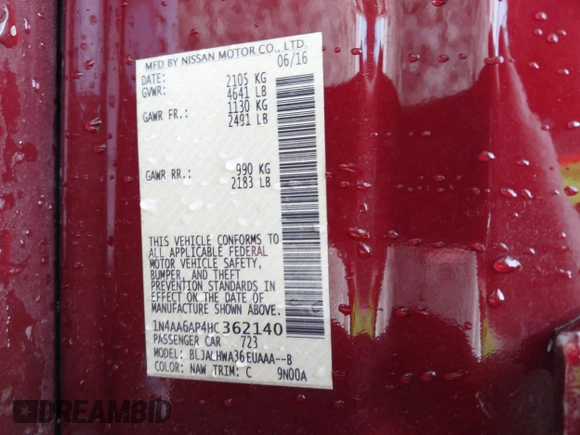 MFD BY NISSAN MOTOR CO., LTD.
DATE: 06/16
GVWR: 2105 KG
4641 LB
GAWR FR.: 1130 KG
2491 LB
GAWR RR.: 990 KG
2183 LB
THIS VEHICLE CONFORMS TO
ALL APPLICABLE FEDERAL
MOTOR VEHICLE SAFETY,
BUMPER, AND THEFT
PREVENTION STANDARDS IN
EFFECT ON THE DATE OF
MANUFACTURE SHOWN ABOVE.
1N4AA6AP4HC362140
PASSENGER CAR 723
MODEL: BLJALHWA36EUAAA--B
COLOR: NAW TRIM: C 9N00A
DREAMBID